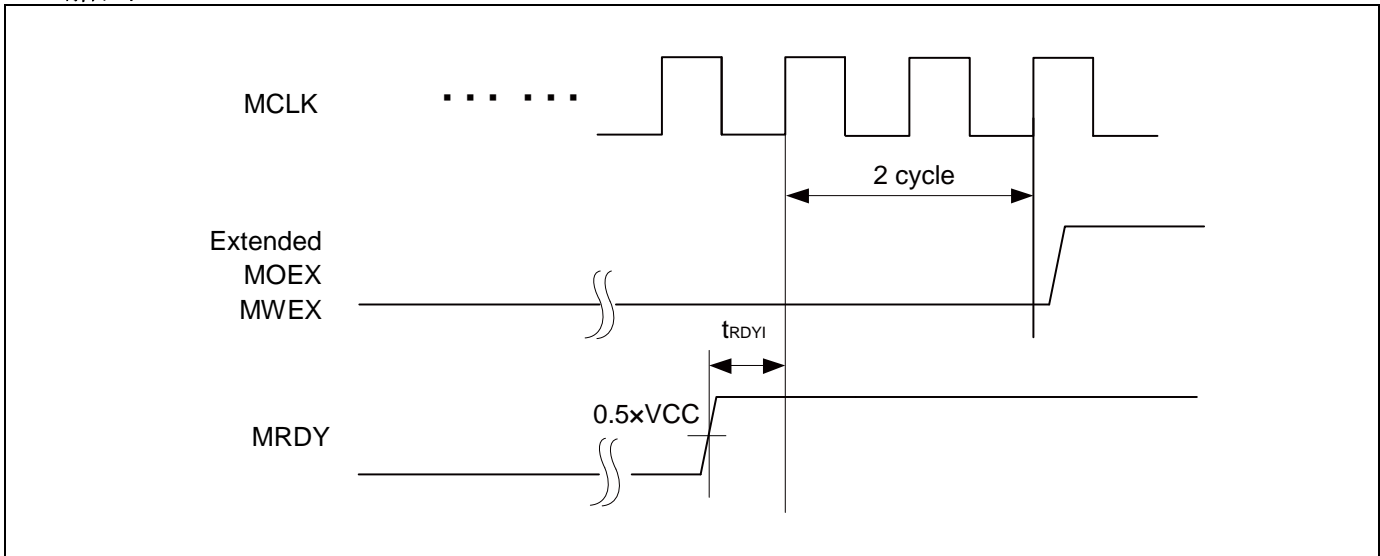 MCLK
... ...
2 cycle
Extended
MOEX
MWEX
tRDYI
0.5×VCC
MRDY